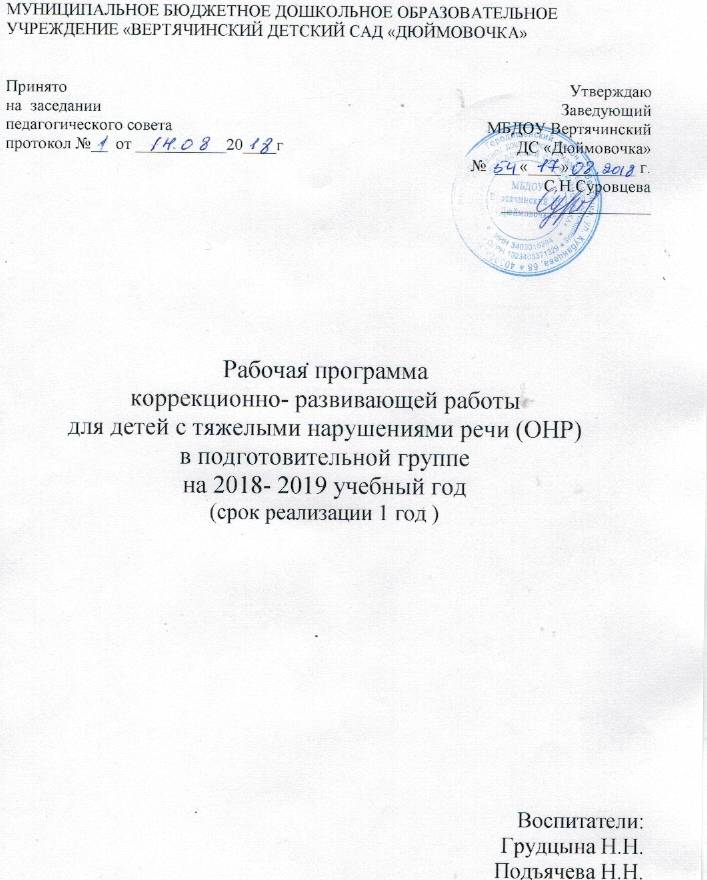 МУНИЦИПАЛЬНОЕ БЮДЖЕТНОЕ ДОШКОЛЬНОЕ ОБРАЗОВАТЕЛЬНОЕ
УЧРЕЖДЕНИЕ «ВЕРТЯЧИНСКИЙ ДЕТСКИЙ САД «ДЮЙМОВОЧКА»
Принято
на заседании
педагогического совета
протокол № 1 от 14.08 2018г
Утверждаю
Заведующий
МБДОУ Вертячинский
ДС «Дюймовочка»
№ 54 «17» 08.2018 г.
С.Н.Суровцева
МБДОУ
Дюймовочка
Рабочая программа
коррекционно- развивающей работы
для детей с тяжелыми нарушениями речи (ОНР)
в подготовительной группе
на 2018- 2019 учебный год
(срок реализации 1 год )
Воспитатели:
Грудцына Н.Н.
Подъячева Н.Н.